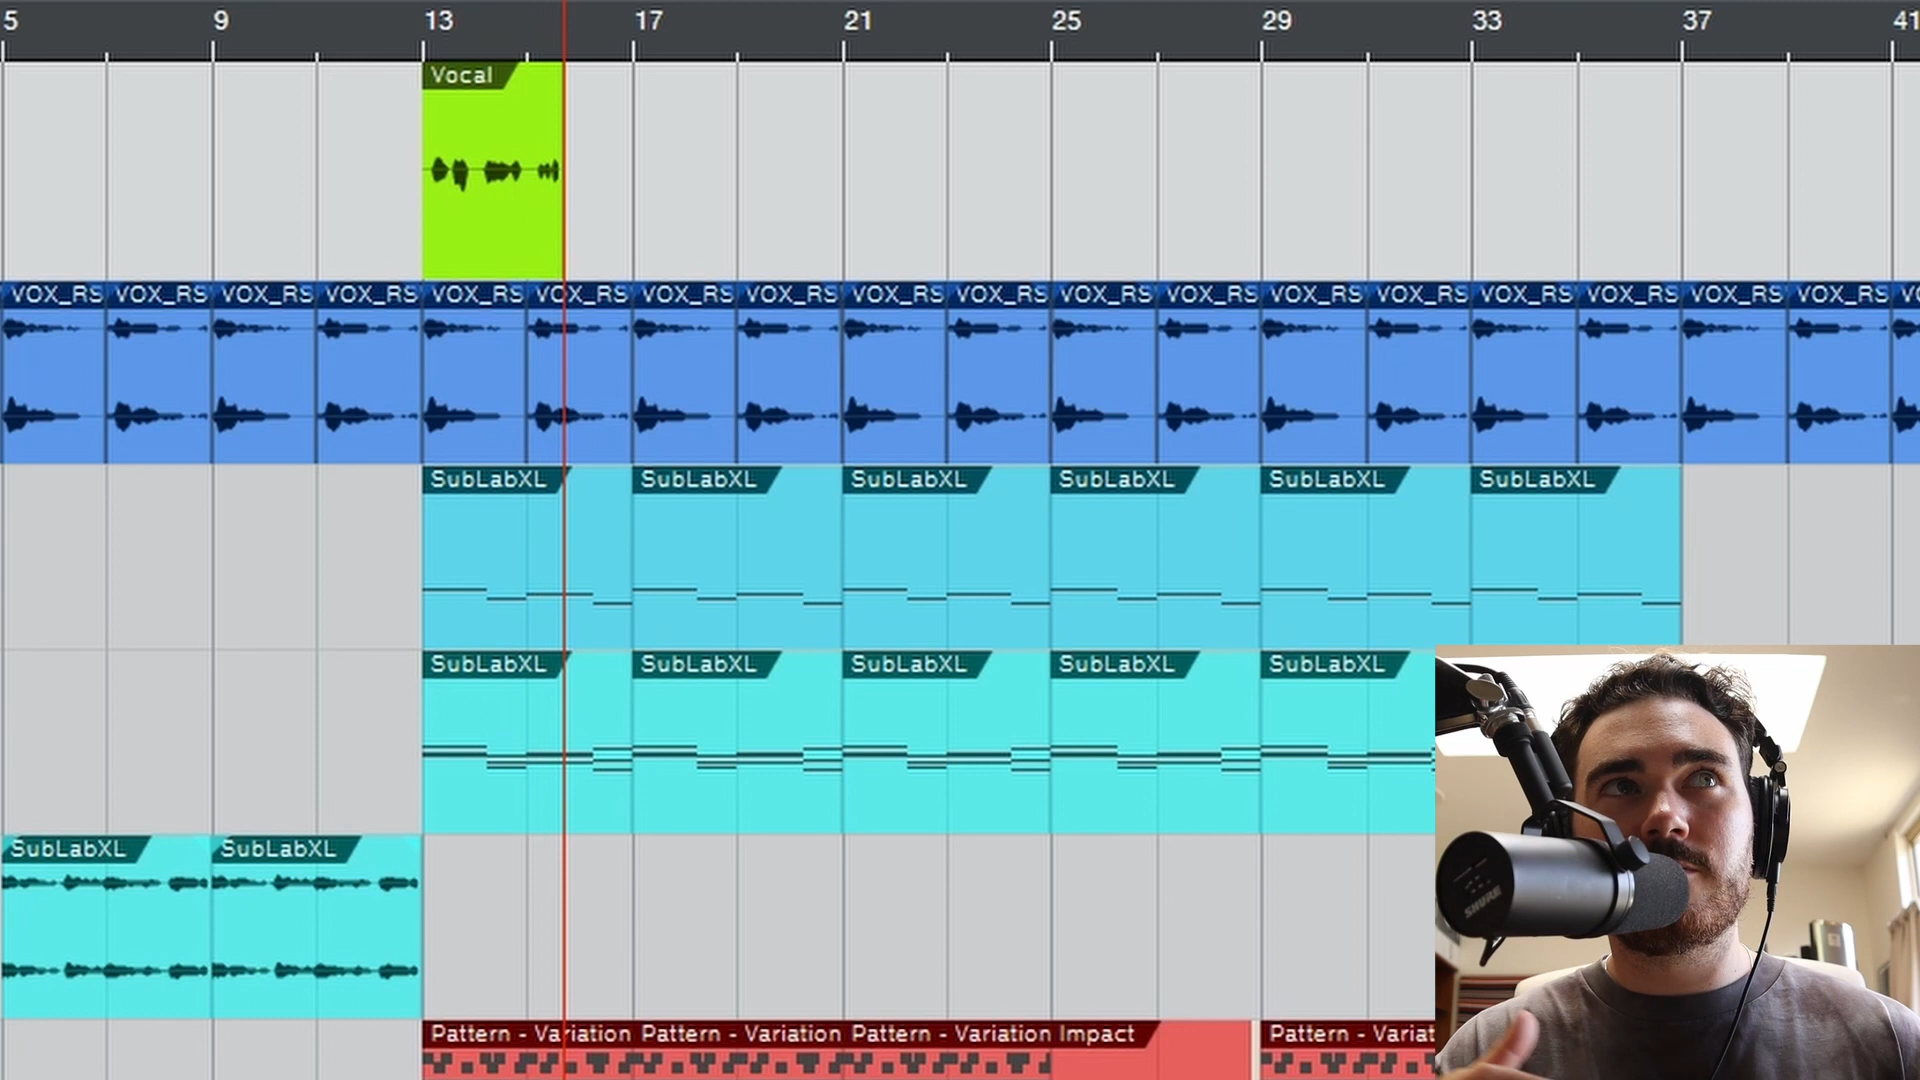 5 9 13 17 21 25 29 33 37 41
Vocal
VOX_RS VOX_RS VOX_RS VOX_RS VOX_RS VOX_RS VOX_RS VOX_RS VOX_RS VOX_RS VOX_RS VOX_RS VOX_RS VOX_RS VOX_RS VOX_RS VOX_RS VOX_RS VO
SubLabXL SubLabXL SubLabXL SubLabXL SubLabXL SubLabXL
SubLabXL SubLabXL SubLabXL SubLabXL SubLabXL
SubLabXL SubLabXL
SHURE
Pattern - Variation Pattern - Variation Pattern - Variation Impact Pattern - Variat